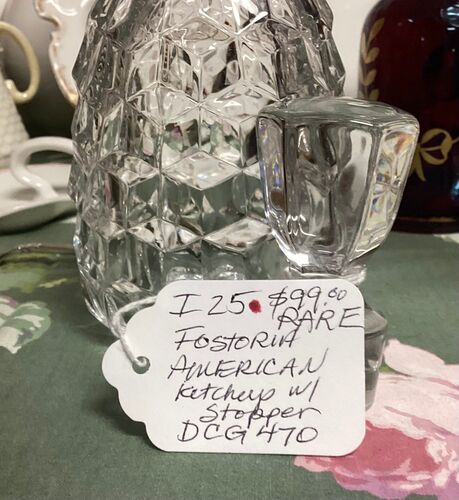 I 25 $99.00
RARE
FOSTORIA
AMERICAN
Ketchup w/
Stopper
DCG 470